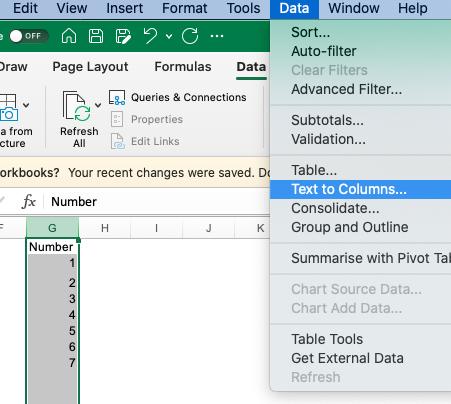 Edit View Insert Format Tools Data Window Help
OFF
Draw Page Layout Formulas Data
Sort...
Auto-filter
Clear Filters
Advanced Filter...
Subtotals...
Validation...
Table...
Text to Columns...
Consolidate...
Group and Outline
Summarise with Pivot Tab
Chart Source Data...
Chart Add Data...
Table Tools
Get External Data
Refresh
a from
cture
Refresh
All
Queries & Connections
Properties
Edit Links
orkbooks? Your recent changes were saved. Do
fx Number
F G H I J K
Number
1
2
3
4
5
6
7